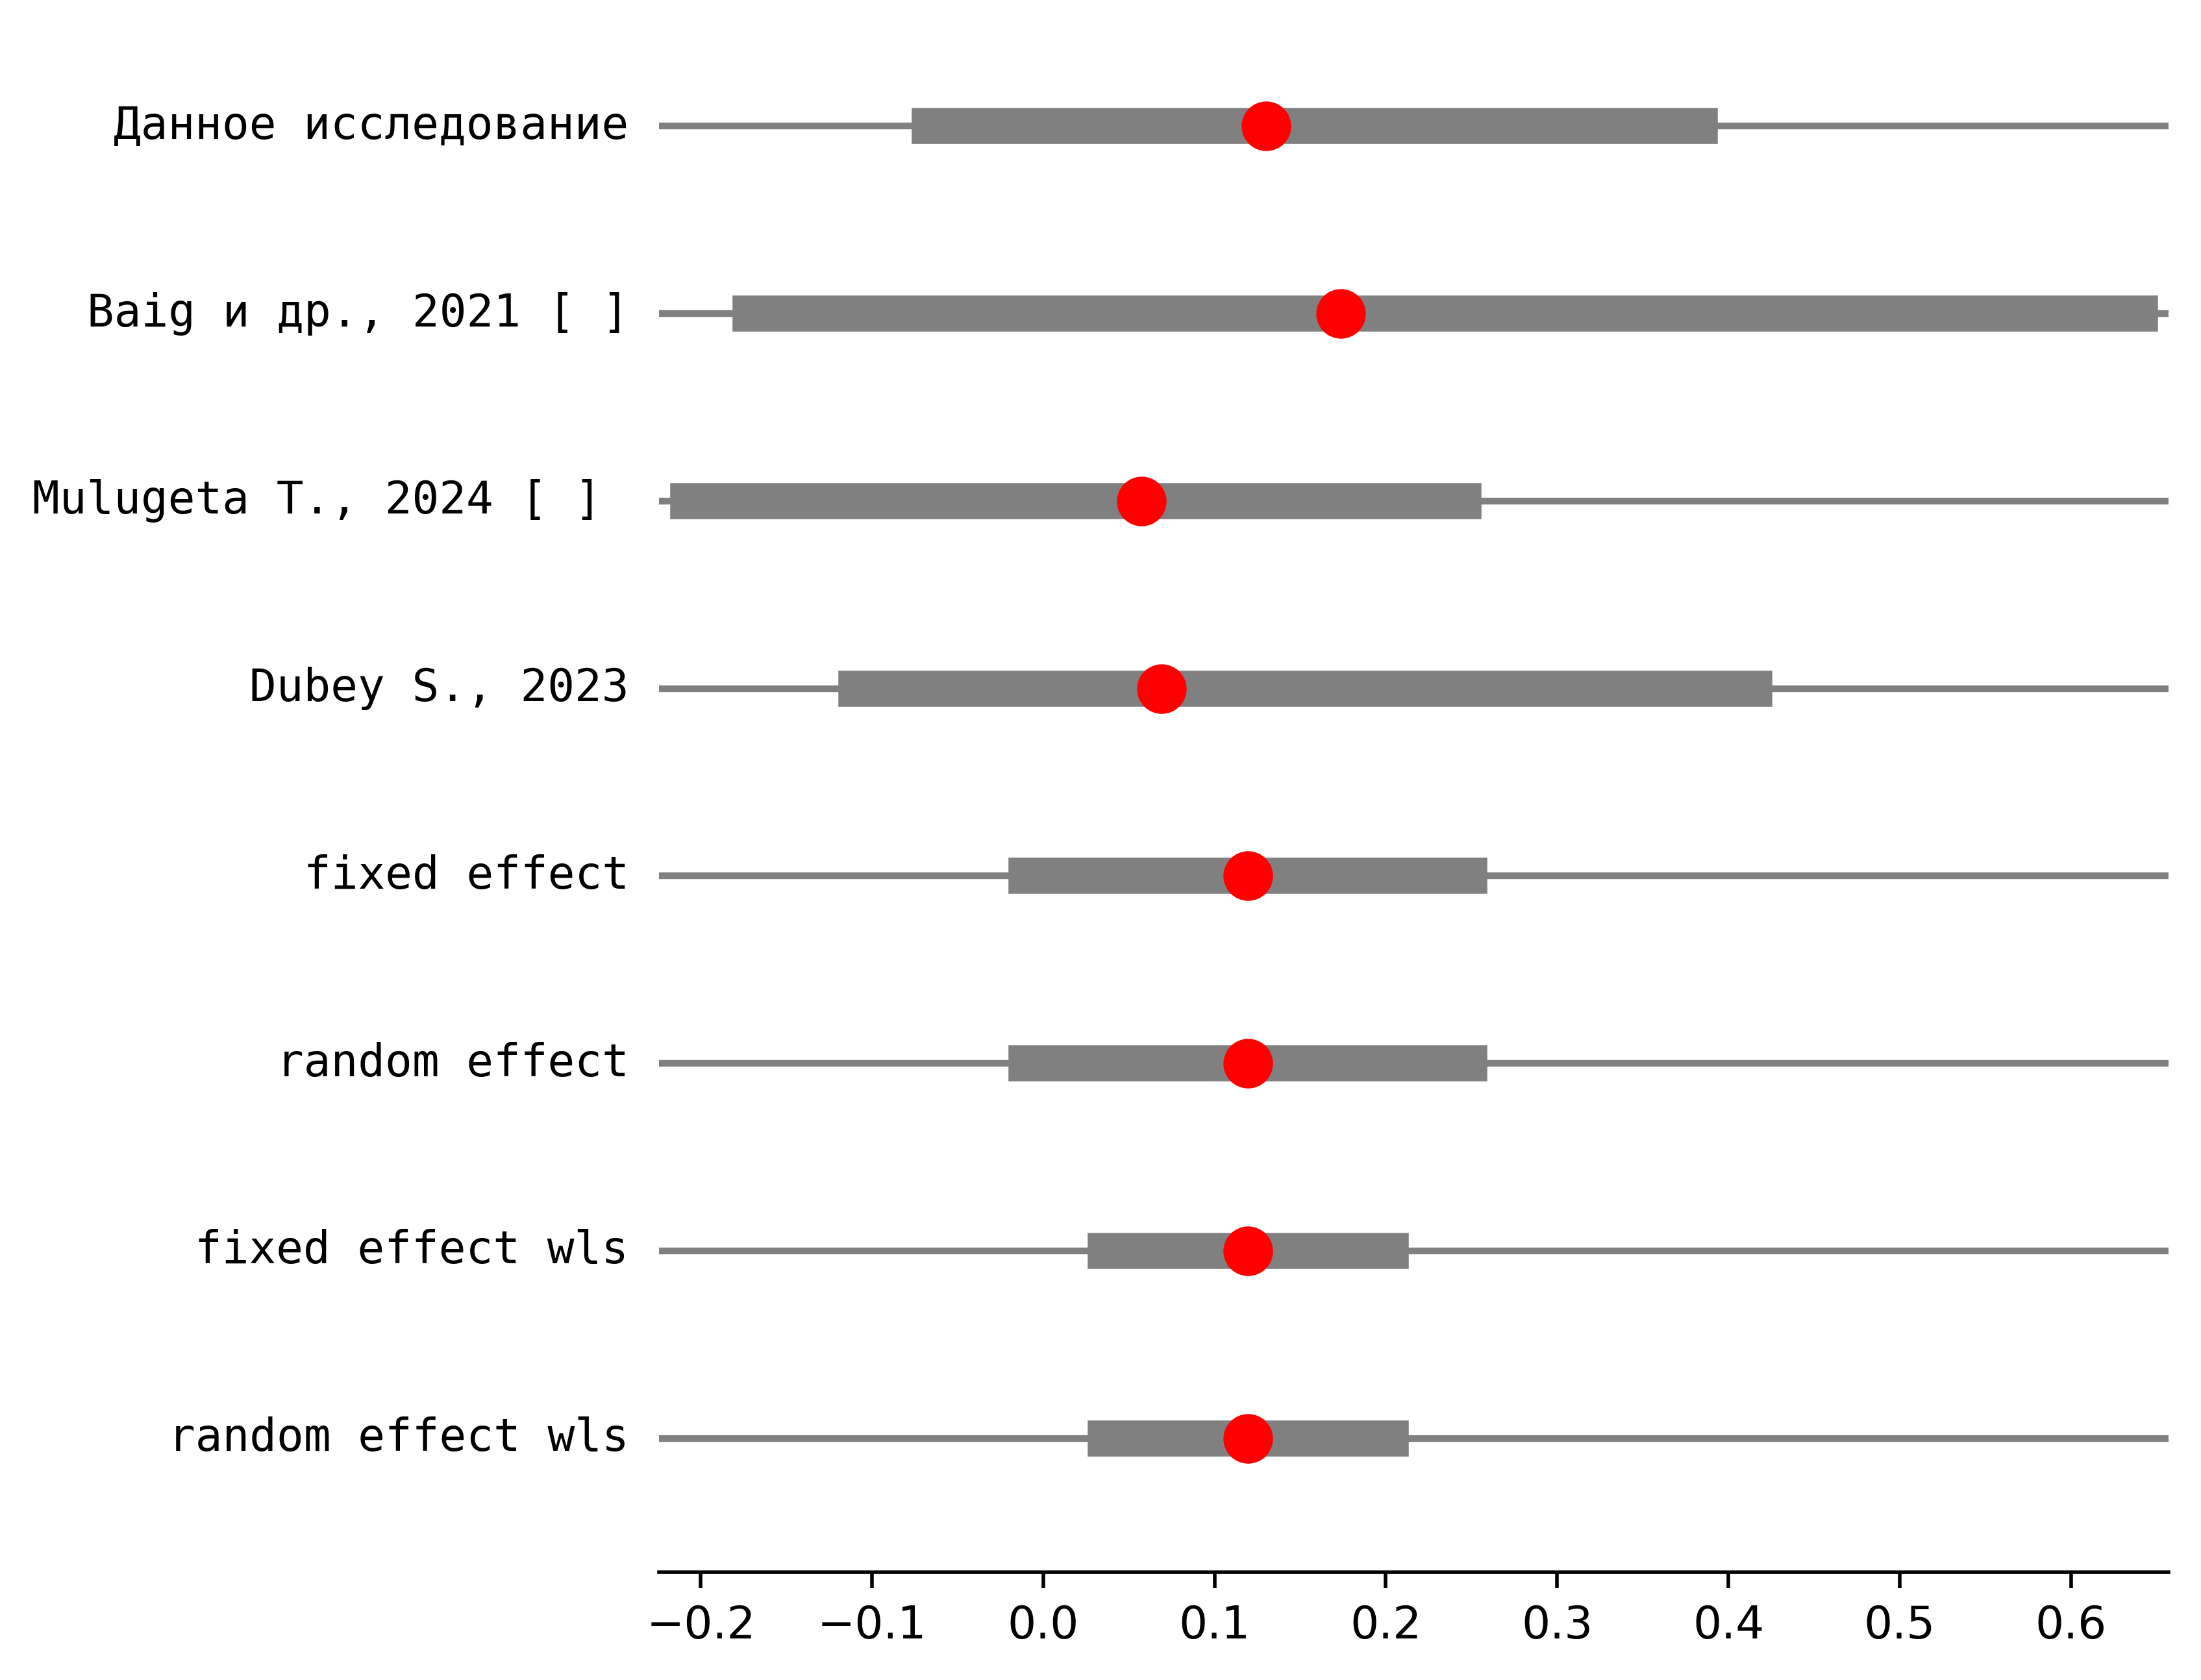 Данное исследование
Baig и др., 2021 [ ]
Mulugeta T., 2024 [ ]
Dubey S., 2023
fixed effect
random effect
fixed effect wls
random effect wls
−0.2 −0.1 0.0 0.1 0.2 0.3 0.4 0.5 0.6